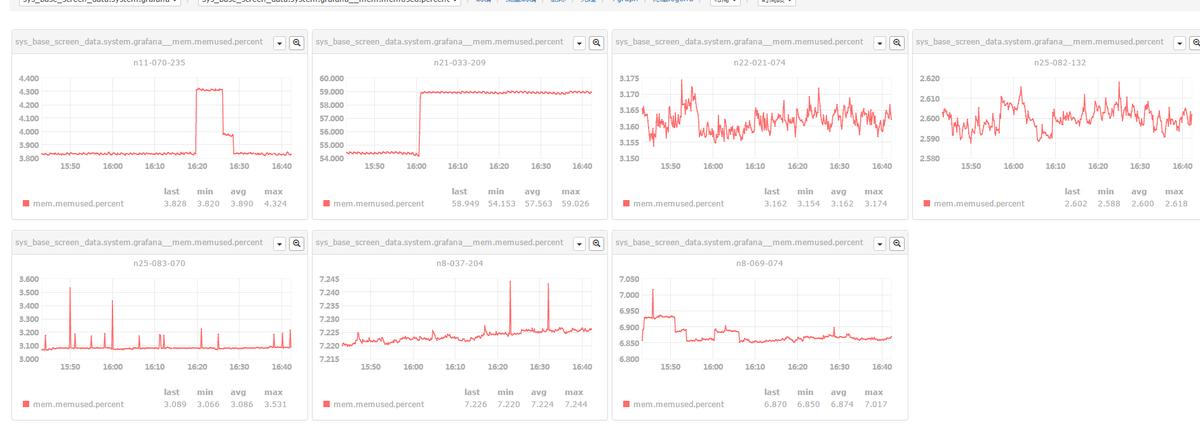 sys_base_screen_data.system.grafana__mem.memused.percent
n11-070-235
4.400
4.300
4.200
4.100
4.000
3.900
3.800
15:50 16:00 16:10 16:20 16:30 16:40
last min avg max
mem.memused.percent 3.828 3.820 3.890 4.324
sys_base_screen_data.system.grafana__mem.memused.percent
n21-033-209
60.000
59.000
58.000
57.000
56.000
55.000
54.000
15:50 16:00 16:10 16:20 16:30 16:40
last min avg max
mem.memused.percent 58.949 54.153 57.563 59.026
sys_base_screen_data.system.grafana__mem.memused.percent
n22-021-074
3.175
3.170
3.165
3.160
3.155
3.150
15:50 16:00 16:10 16:20 16:30 16:40
last min avg max
mem.memused.percent 3.162 3.154 3.162 3.174
sys_base_screen_data.system.grafana__mem.memused.percent
n25-082-132
2.620
2.610
2.600
2.590
2.580
15:50 16:00 16:10 16:20 16:30 16:40
last min avg max
mem.memused.percent 2.602 2.588 2.600 2.618
sys_base_screen_data.system.grafana__mem.memused.percent
n25-083-070
3.600
3.500
3.400
3.300
3.200
3.100
3.000
15:50 16:00 16:10 16:20 16:30 16:40
last min avg max
mem.memused.percent 3.089 3.066 3.086 3.531
sys_base_screen_data.system.grafana__mem.memused.percent
n8-037-204
7.245
7.240
7.235
7.230
7.225
7.220
7.215
15:50 16:00 16:10 16:20 16:30 16:40
last min avg max
mem.memused.percent 7.226 7.220 7.224 7.244
sys_base_screen_data.system.grafana__mem.memused.percent
n8-069-074
7.050
7.000
6.950
6.900
6.850
6.800
15:50 16:00 16:10 16:20 16:30 16:40
last min avg max
mem.memused.percent 6.870 6.850 6.874 7.017